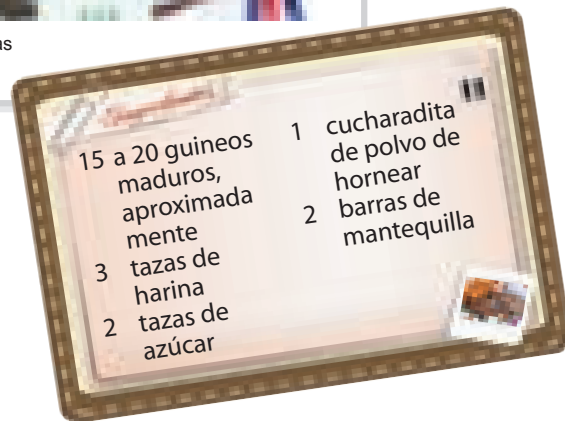 as
15 a 20 guineos
maduros,
aproximada
mente
3 tazas de
harina
2 tazas de
azúcar
1 cucharadita
de polvo de
hornear
2 barras de
mantequilla